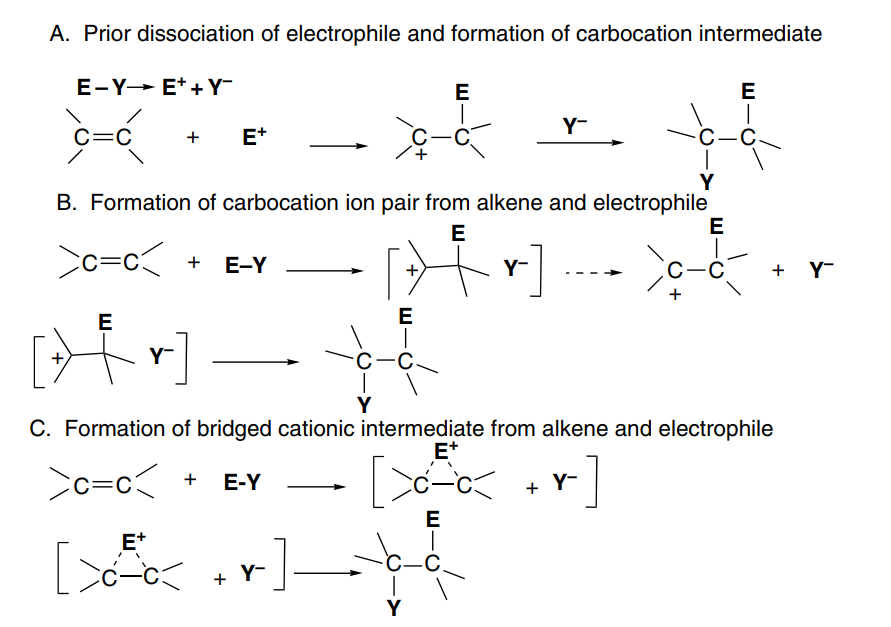 A. Prior dissociation of electrophile and formation of carbocation intermediate
E–Y→ E⁺ + Y⁻
E E
C=C + E⁺ C–C Y⁻ C–C
+
Y
B. Formation of carbocation ion pair from alkene and electrophile
E E
C=C + E–Y [+ Y⁻] C–C + Y⁻
+
E E
[+ Y⁻] C–C
Y
C. Formation of bridged cationic intermediate from alkene and electrophile
E⁺
C=C + E-Y [C–C + Y⁻]
E⁺ E
[C–C + Y⁻] C–C
Y